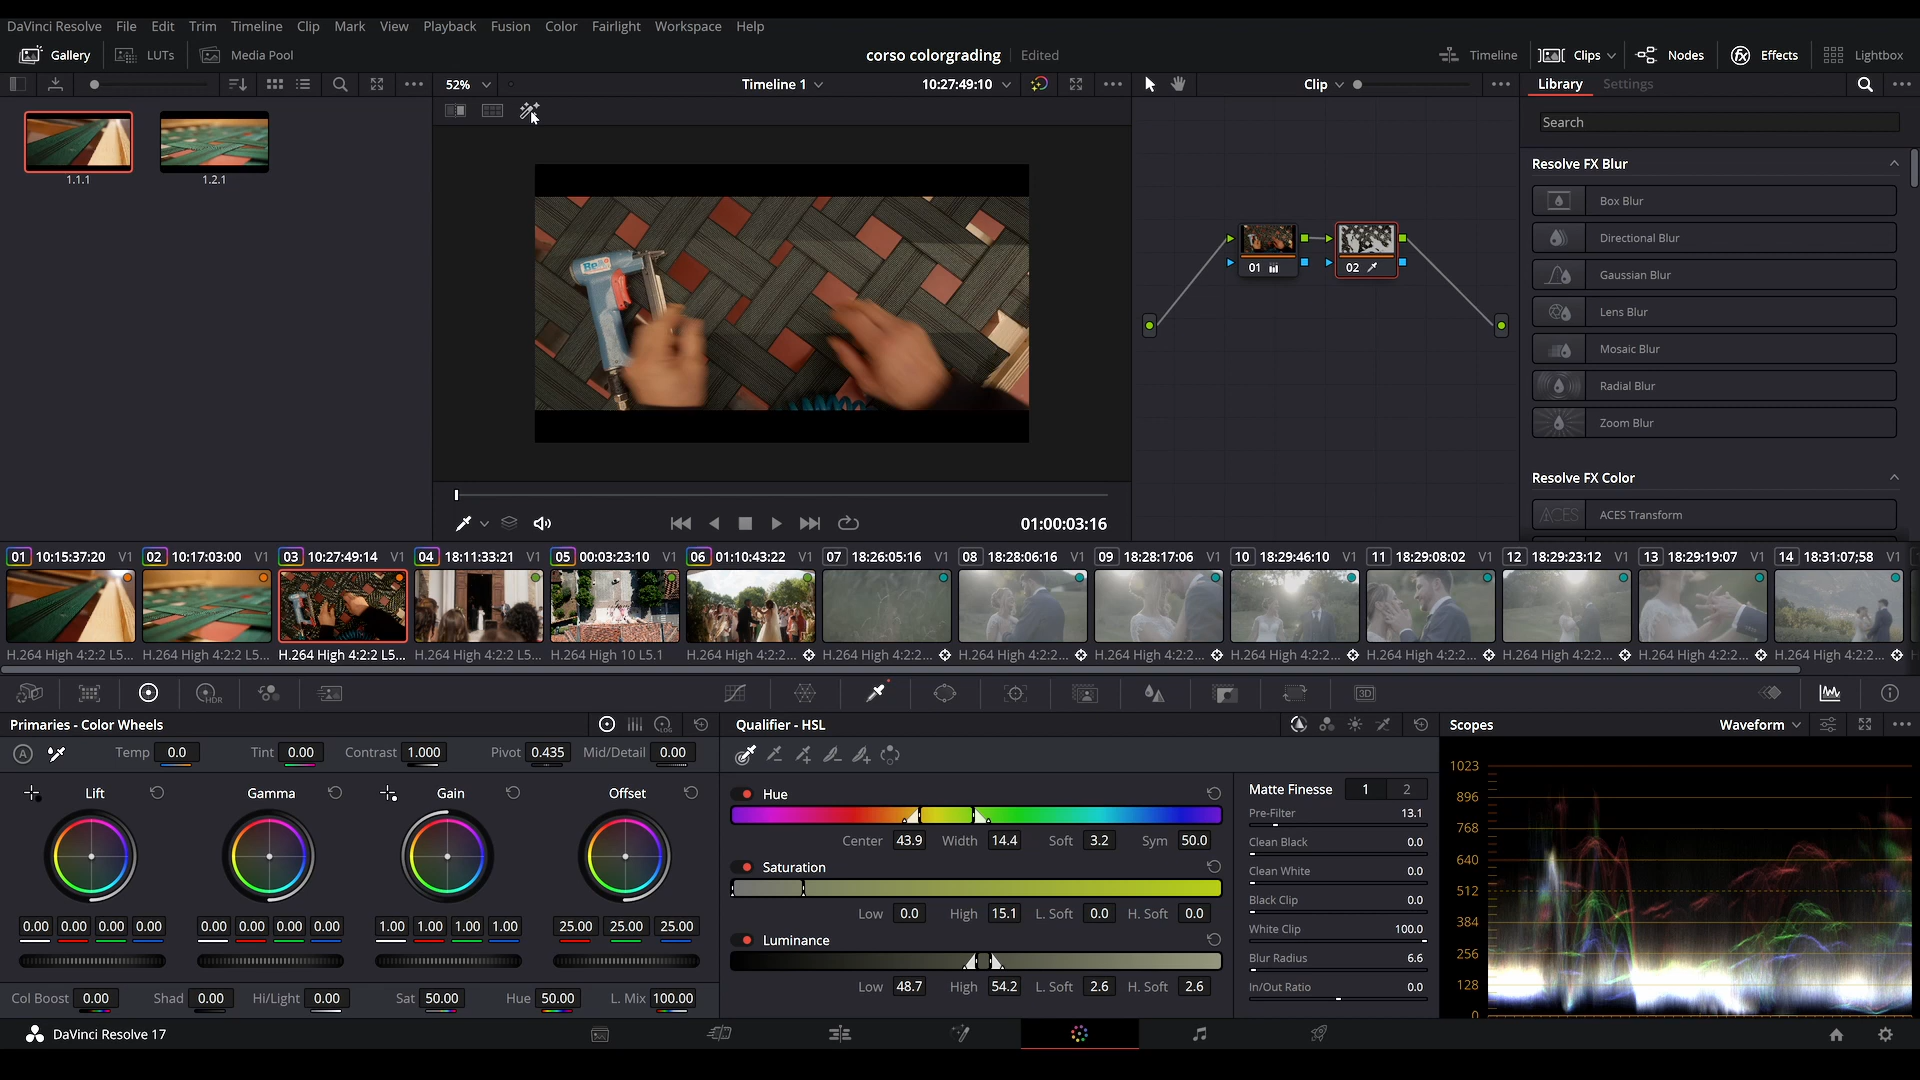 DaVinci Resolve File Edit Trim Timeline Clip Mark View Playback Fusion Color Fairlight Workspace Help
Gallery LUTs Media Pool corso colorgrading Edited Timeline Clips Nodes Effects Lightbox
52% Timeline 1 10:27:49:10 Clip Library Settings
Search
1.1.1 1.2.1
Resolve FX Blur
Box Blur
Directional Blur
Gaussian Blur
Lens Blur
Mosaic Blur
Radial Blur
Zoom Blur
Resolve FX Color
ACES ACES Transform
01 02
01:00:03:16
01 10:15:37:20 V1 02 10:17:03:00 V1 03 10:27:49:14 V1 04 18:11:33:21 V1 05 00:03:23:10 V1 06 01:10:43:22 V1 07 18:26:05:16 V1 08 18:28:06:16 V1 09 18:28:17:06 V1 10 18:29:46:10 V1 11 18:29:08:02 V1 12 18:29:23:12 V1 13 18:29:19:07 V1 14 18:31:07;58 V1
H.264 High 4:2:2 L5... H.264 High 4:2:2 L5... H.264 High 4:2:2 L5... H.264 High 4:2:2 L5... H.264 High 10 L5.1 H.264 High 4:2:2... H.264 High 4:2:2... H.264 High 4:2:2... H.264 High 4:2:2... H.264 High 4:2:2... H.264 High 4:2:2... H.264 High 4:2:2... H.264 High 4:2:2... H.264 High 4:2:2...
HDR 3D
Primaries - Color Wheels LOG Qualifier - HSL Scopes Waveform
A Temp 0.0 Tint 0.00 Contrast 1.000 Pivot 0.435 Mid/Detail 0.00
Lift Gamma Gain Offset
0.00 0.00 0.00 0.00 0.00 0.00 0.00 0.00 1.00 1.00 1.00 1.00 25.00 25.00 25.00
Col Boost 0.00 Shad 0.00 Hi/Light 0.00 Sat 50.00 Hue 50.00 L. Mix 100.00
Hue
Center 43.9 Width 14.4 Soft 3.2 Sym 50.0
Saturation
Low 0.0 High 15.1 L. Soft 0.0 H. Soft 0.0
Luminance
Low 48.7 High 54.2 L. Soft 2.6 H. Soft 2.6
Matte Finesse 1 2
Pre-Filter 13.1
Clean Black 0.0
Clean White 0.0
Black Clip 0.0
White Clip 100.0
Blur Radius 6.6
In/Out Ratio 0.0
1023
896
768
640
512
384
256
128
0
DaVinci Resolve 17